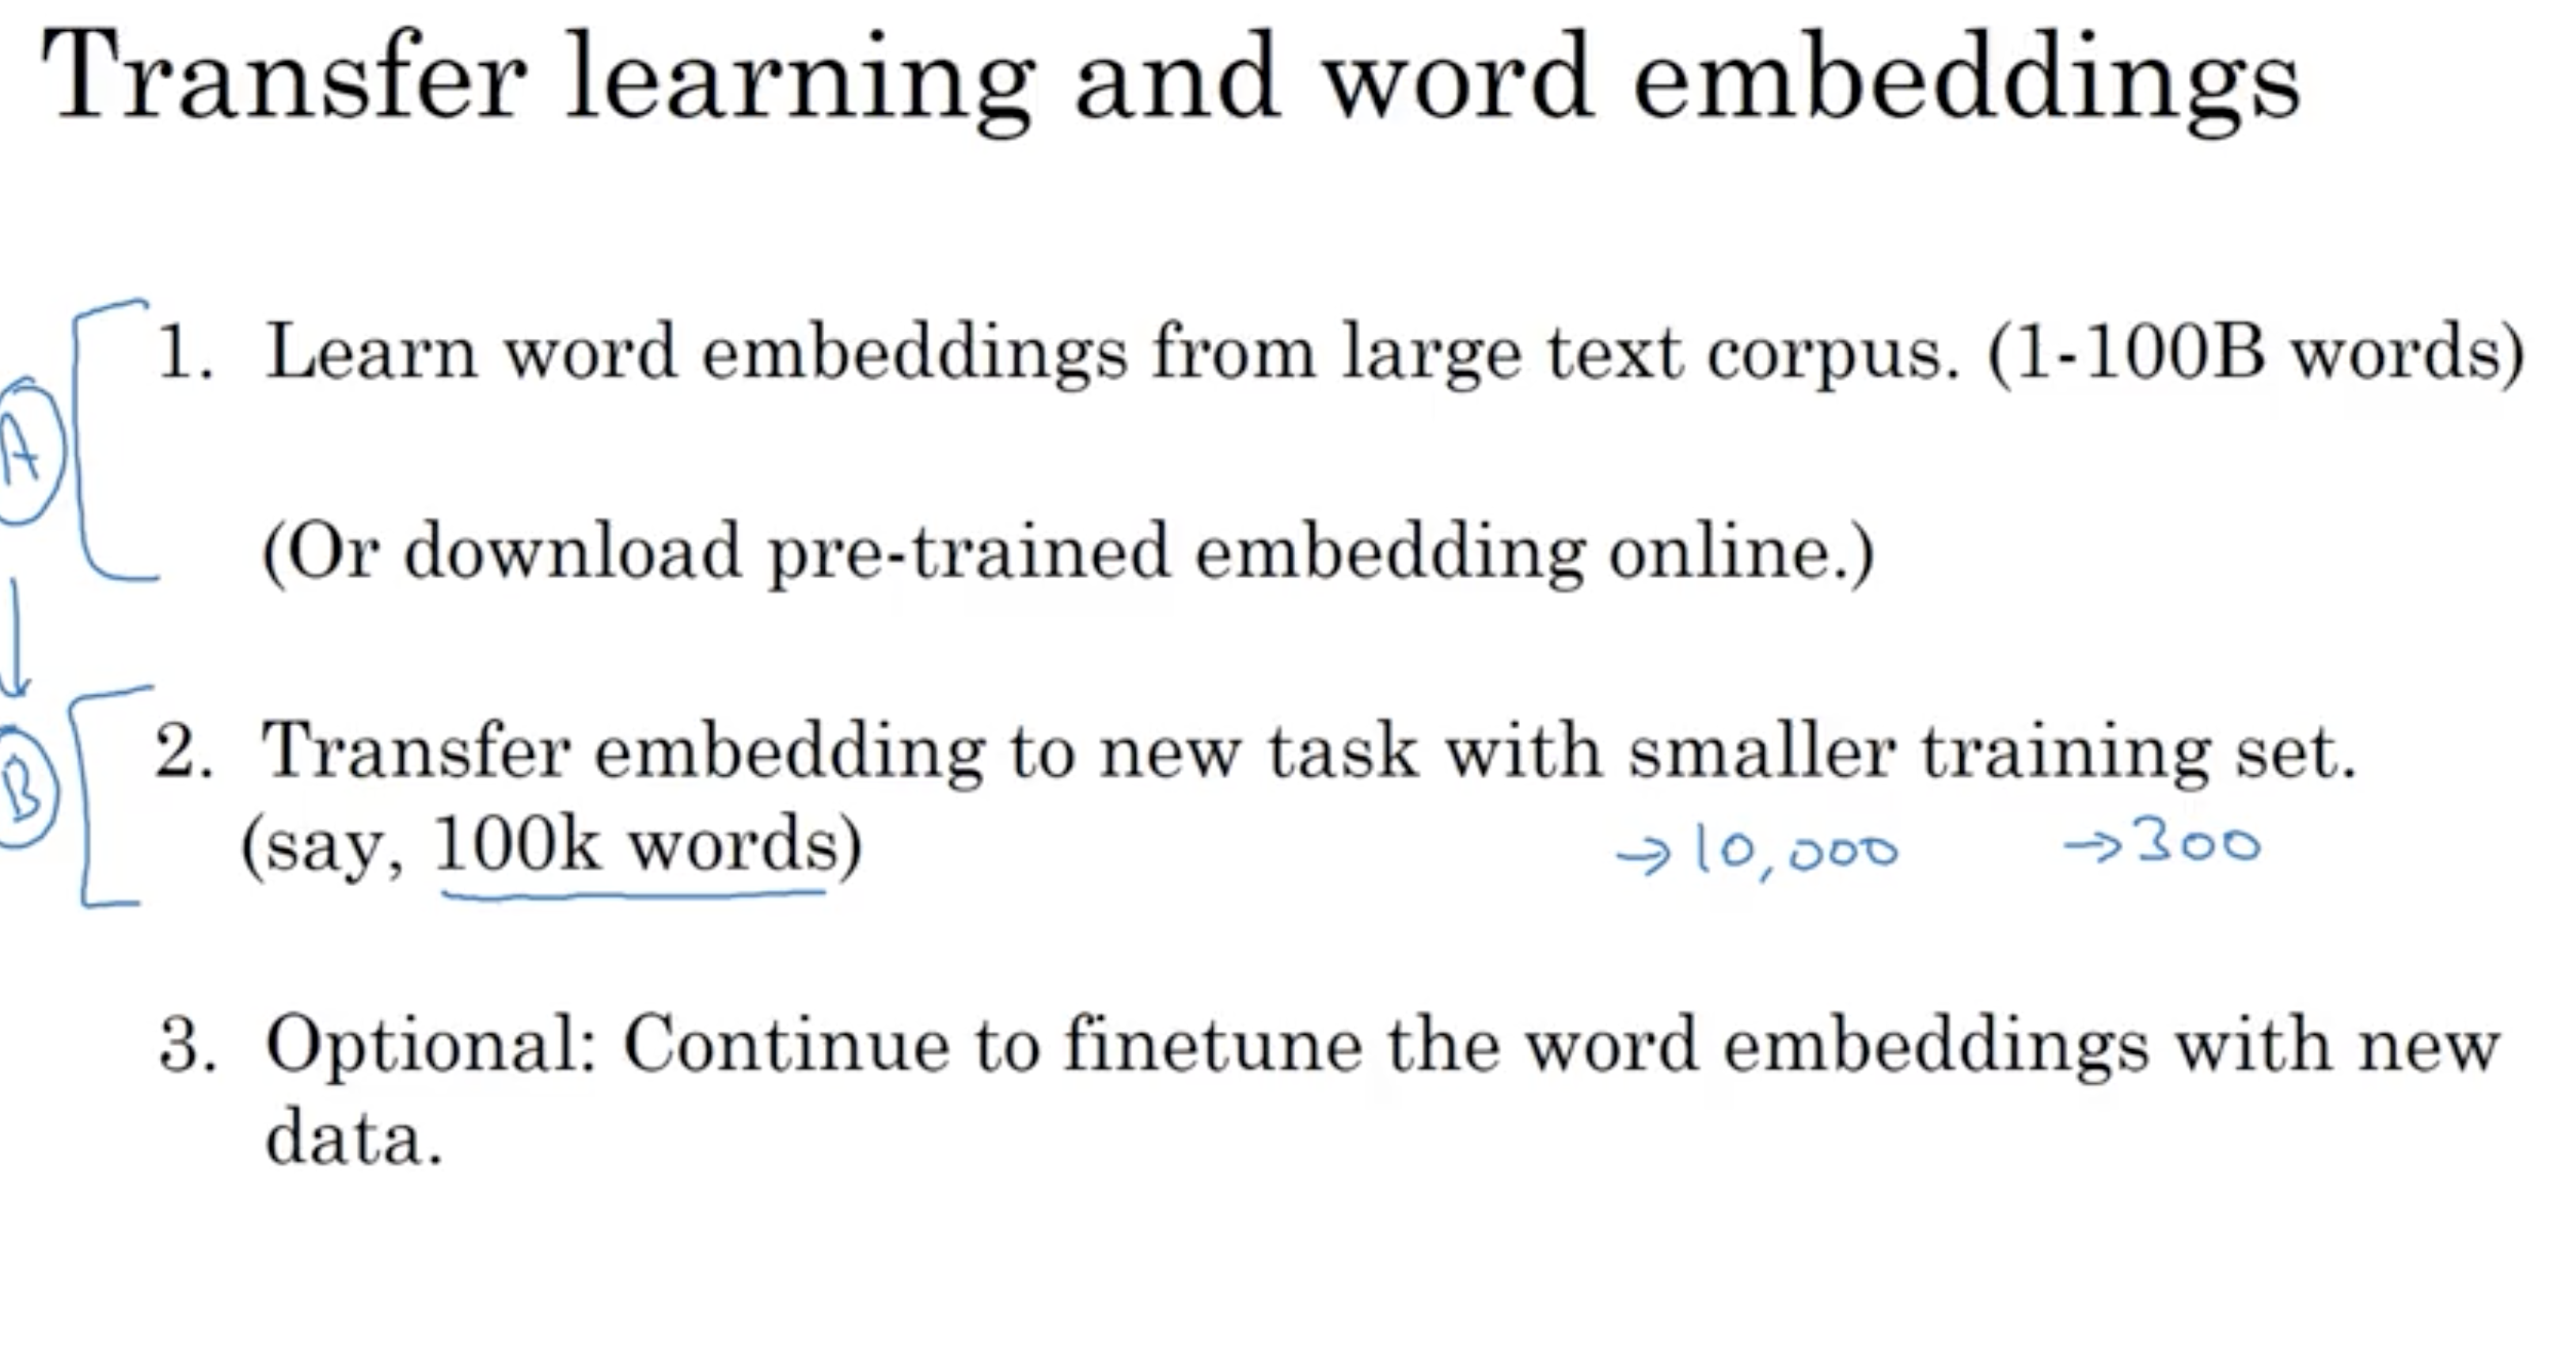 Transfer learning and word embeddings
1. Learn word embeddings from large text corpus. (1-100B words)
A
(Or download pre-trained embedding online.)
2. Transfer embedding to new task with smaller training set.
B
(say, 100k words) → 10,000 → 300
3. Optional: Continue to finetune the word embeddings with new
data.